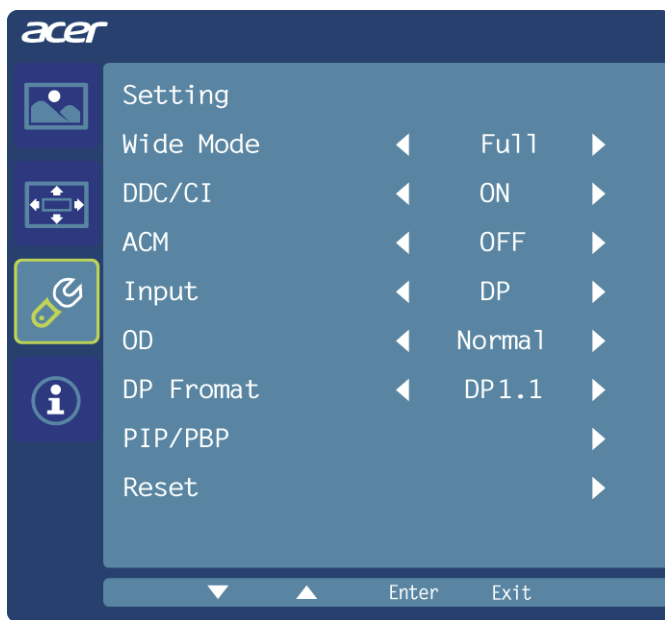 acer
Setting
Wide Mode Full
DDC/CI ON
ACM OFF
Input DP
OD Normal
DP Fromat DP1.1
PIP/PBP
Reset
Enter Exit